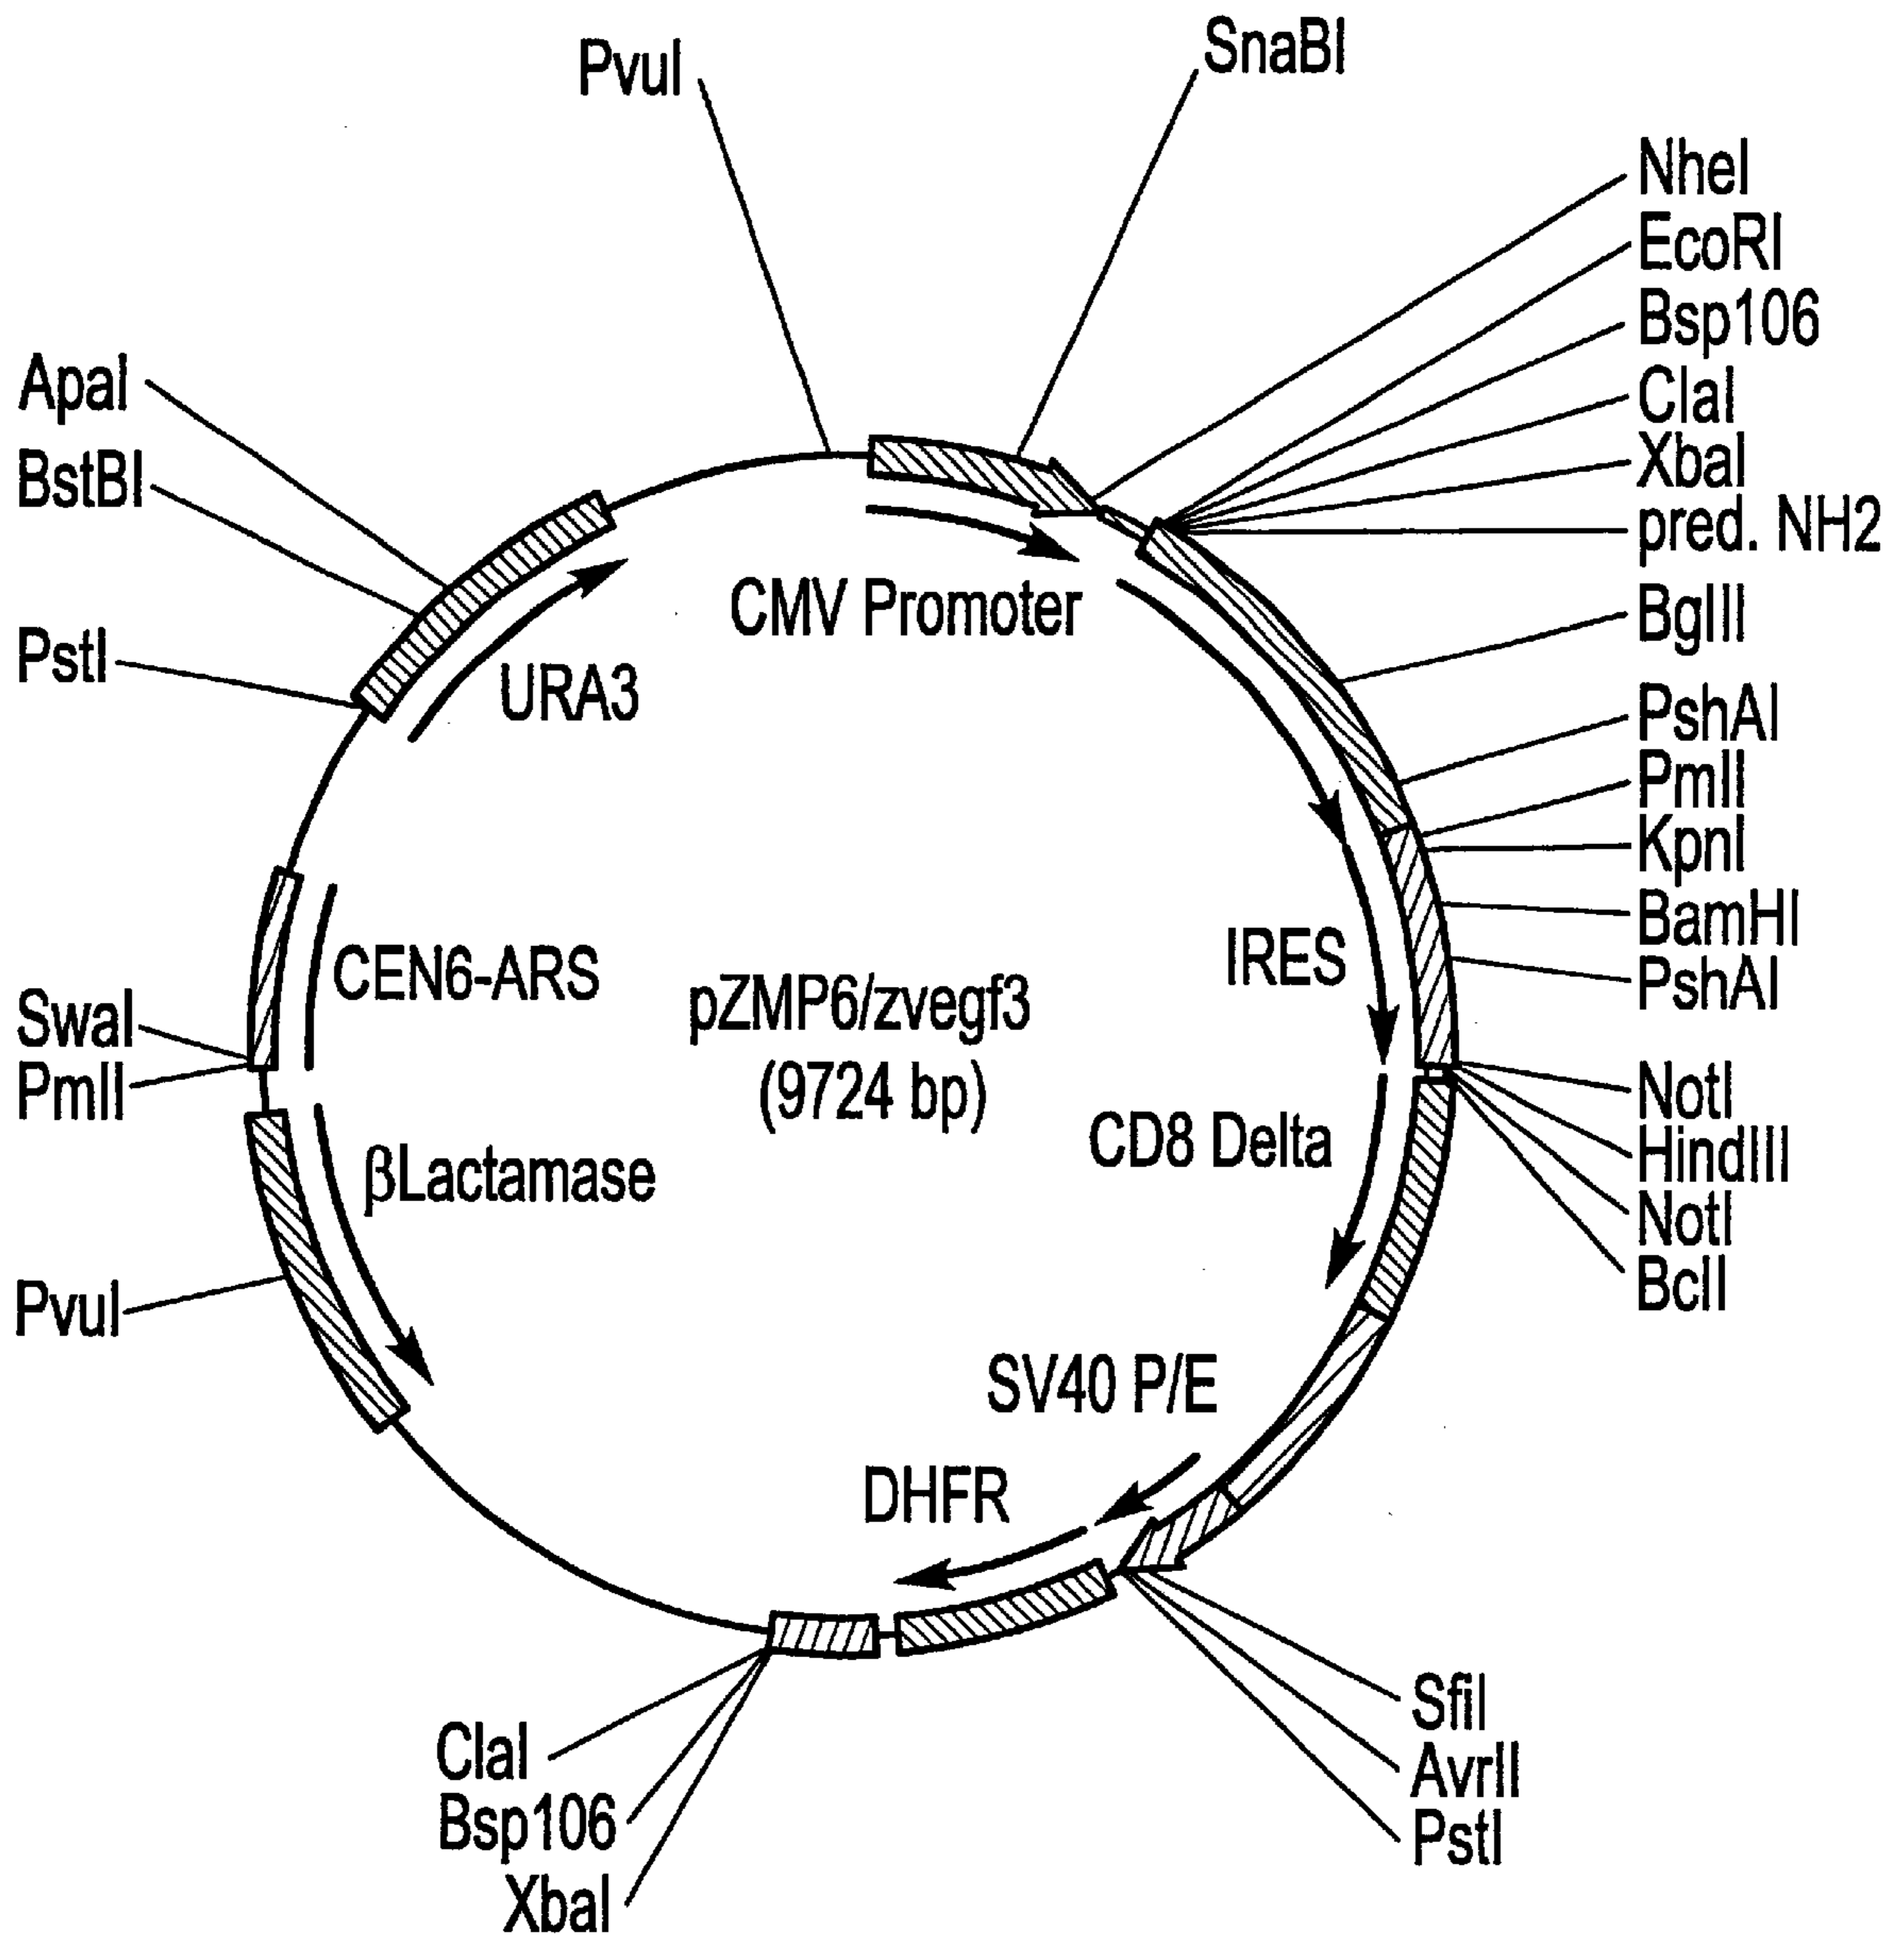 PvuI
SnaBI
NheI
EcoRI
Bsp106
ClaI
XbaI
pred. NH2
BglII
PshAI
PmlI
KpnI
BamHI
PshAI
NotI
HindIII
NotI
BclI
SfiI
AvrII
PstI
XbaI
Bsp106
ClaI
PvuI
PmlI
SwaI
PstI
BstBI
ApaI
CMV Promoter
URA3
IRES
CEN6-ARS
pZMP6/zvegf3
(9724 bp)
CD8 Delta
βLactamase
SV40 P/E
DHFR